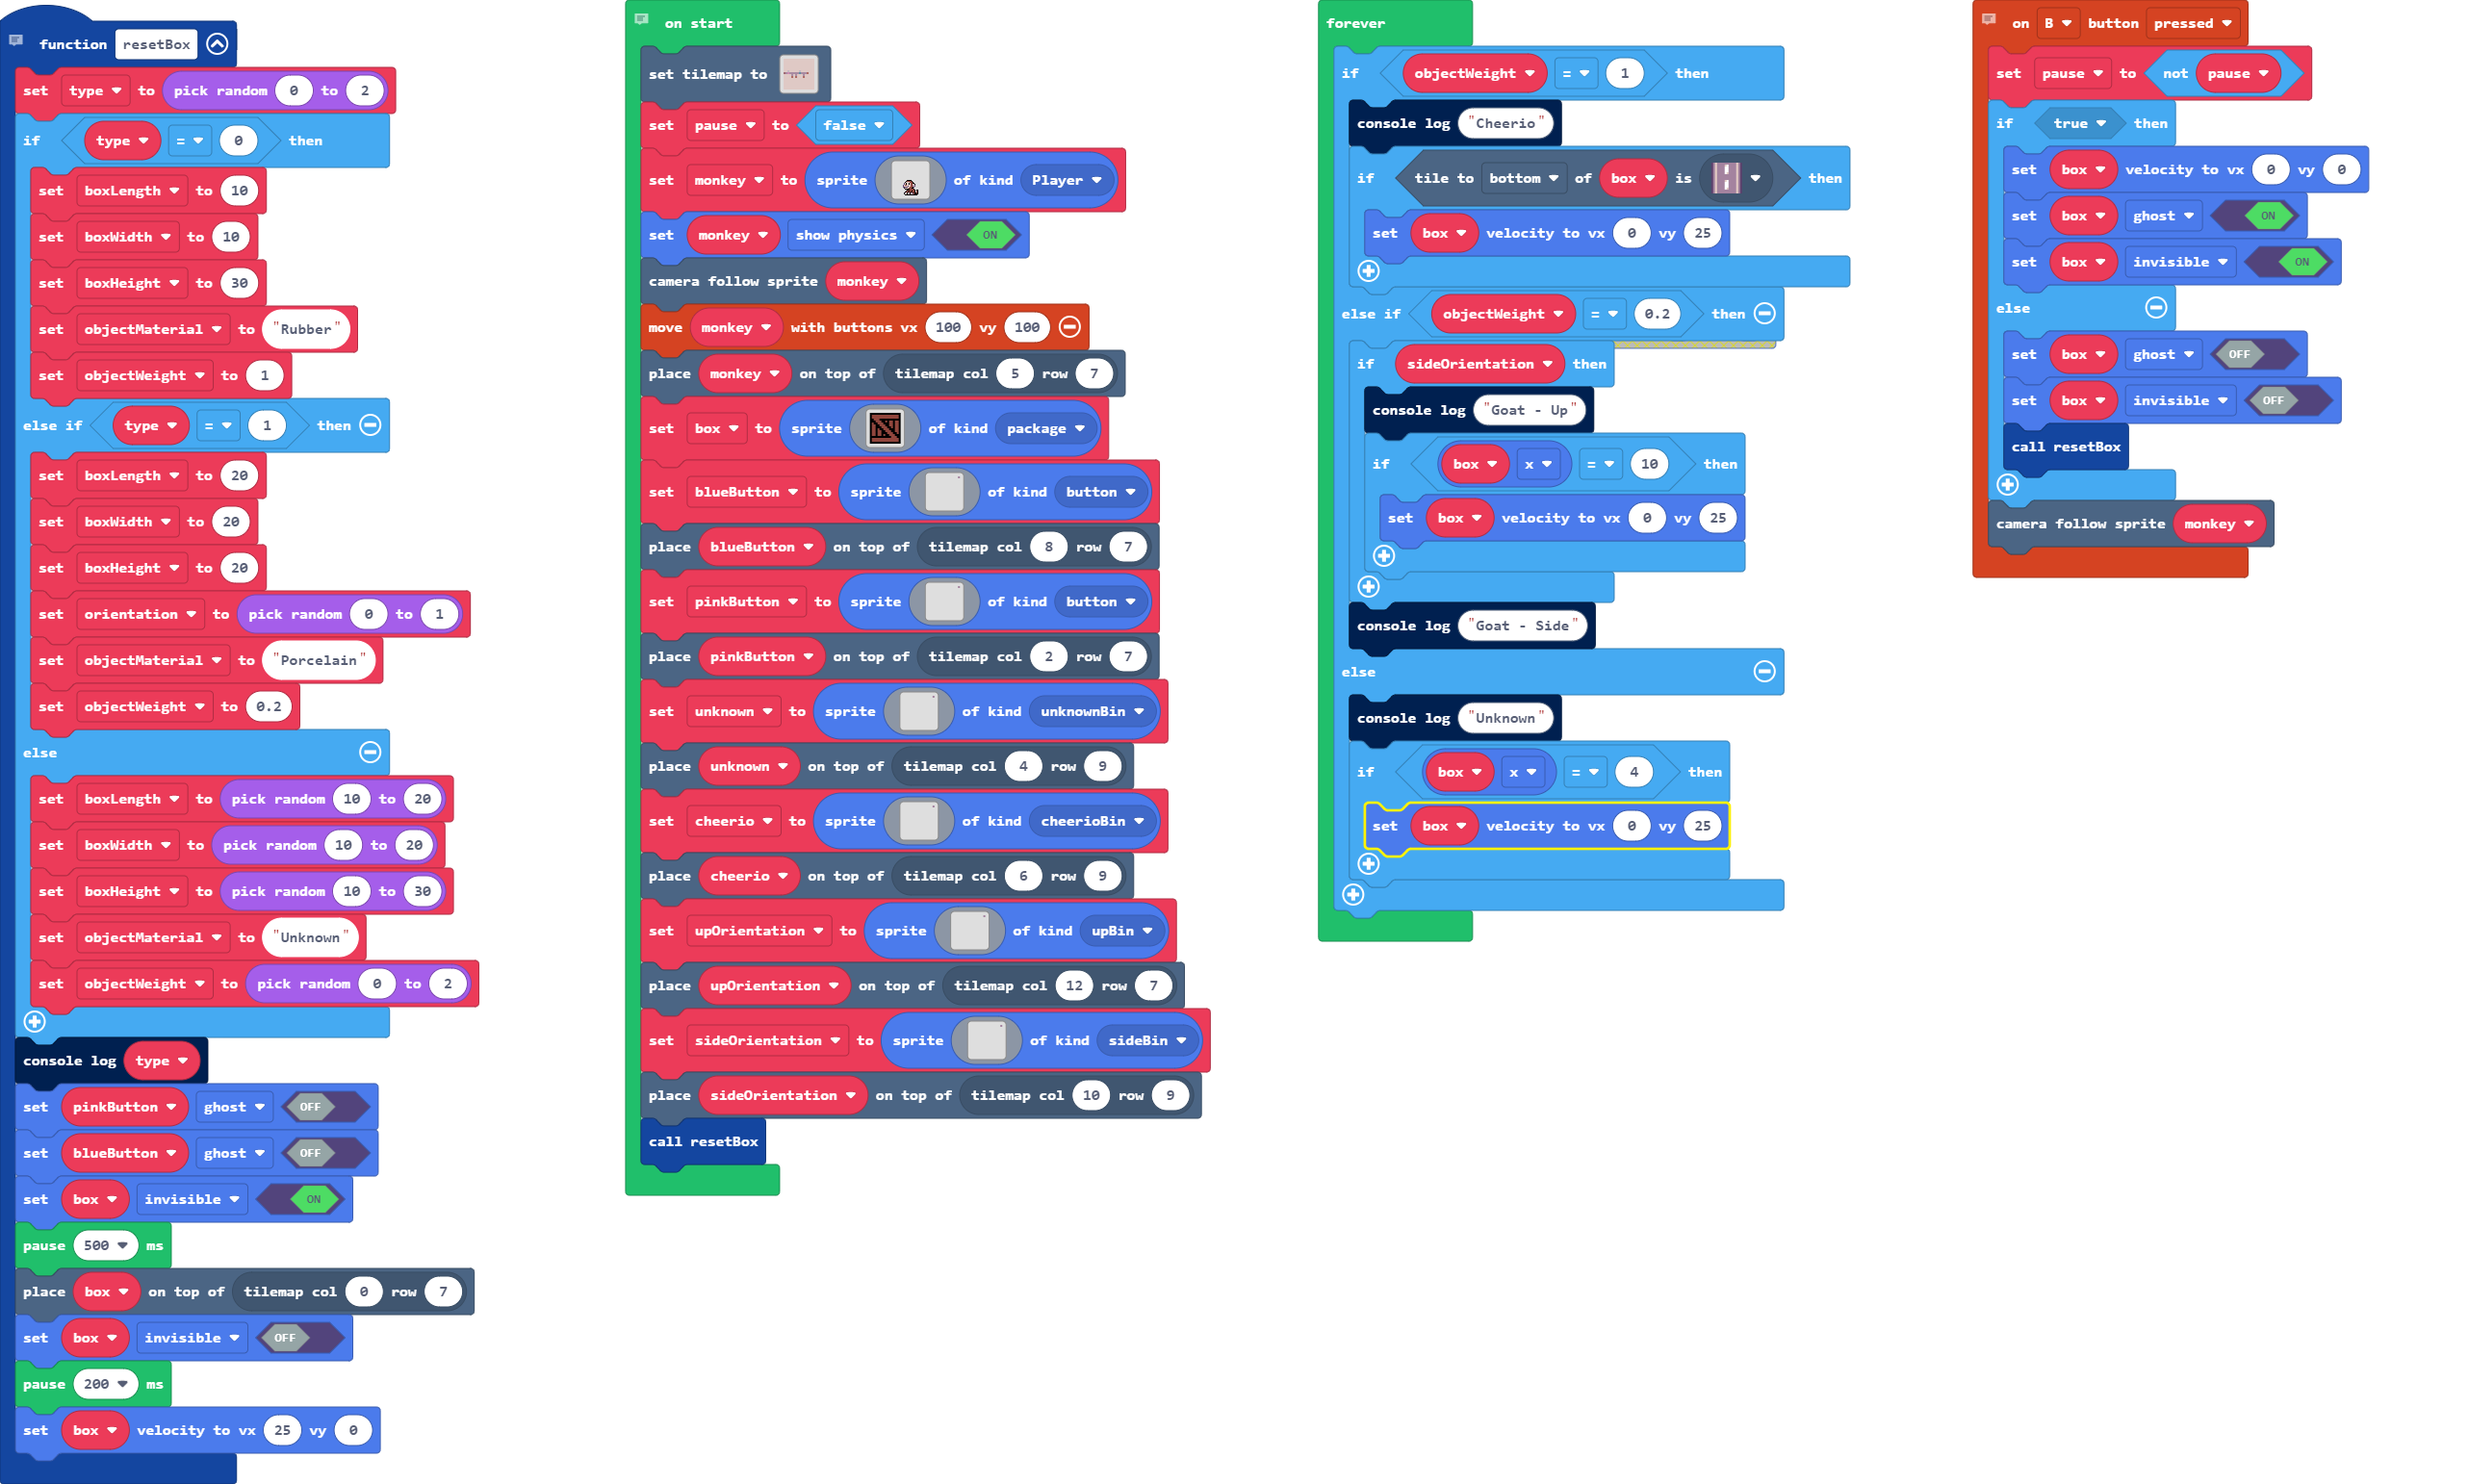 function resetBox
set type to pick random 0 to 2
if type = 0 then
set boxLength to 10
set boxWidth to 10
set boxHeight to 30
set objectMaterial to "Rubber"
set objectWeight to 1
else if type = 1 then
set boxLength to 20
set boxWidth to 20
set boxHeight to 20
set orientation to pick random 0 to 1
set objectMaterial to "Porcelain"
set objectWeight to 0.2
else
set boxLength to pick random 10 to 20
set boxWidth to pick random 10 to 20
set boxHeight to pick random 10 to 30
set objectMaterial to "Unknown"
set objectWeight to pick random 0 to 2
console log type
set pinkButton ghost OFF
set blueButton ghost OFF
set box invisible ON
pause 500 ms
place box on top of tilemap col 0 row 7
set box invisible OFF
pause 200 ms
set box velocity to vx 25 vy 0
on start
set tilemap to
set pause to false
set monkey to sprite of kind Player
set monkey show physics ON
camera follow sprite monkey
move monkey with buttons vx 100 vy 100
place monkey on top of tilemap col 5 row 7
set box to sprite of kind package
set blueButton to sprite of kind button
place blueButton on top of tilemap col 8 row 7
set pinkButton to sprite of kind button
place pinkButton on top of tilemap col 2 row 7
set unknown to sprite of kind unknownBin
place unknown on top of tilemap col 4 row 9
set cheerio to sprite of kind cheerioBin
place cheerio on top of tilemap col 6 row 9
set upOrientation to sprite of kind upBin
place upOrientation on top of tilemap col 12 row 7
set sideOrientation to sprite of kind sideBin
place sideOrientation on top of tilemap col 10 row 9
call resetBox
forever
if objectWeight = 1 then
console log "Cheerio"
if tile to bottom of box is then
set box velocity to vx 0 vy 25
else if objectWeight = 0.2 then
if sideOrientation then
console log "Goat - Up"
if box x = 10 then
set box velocity to vx 0 vy 25
console log "Goat - Side"
else
console log "Unknown"
if box x = 4 then
set box velocity to vx 0 vy 25
on B button pressed
set pause to not pause
if true then
set box velocity to vx 0 vy 0
set box ghost ON
set box invisible ON
else
set box ghost OFF
set box invisible OFF
call resetBox
camera follow sprite monkey